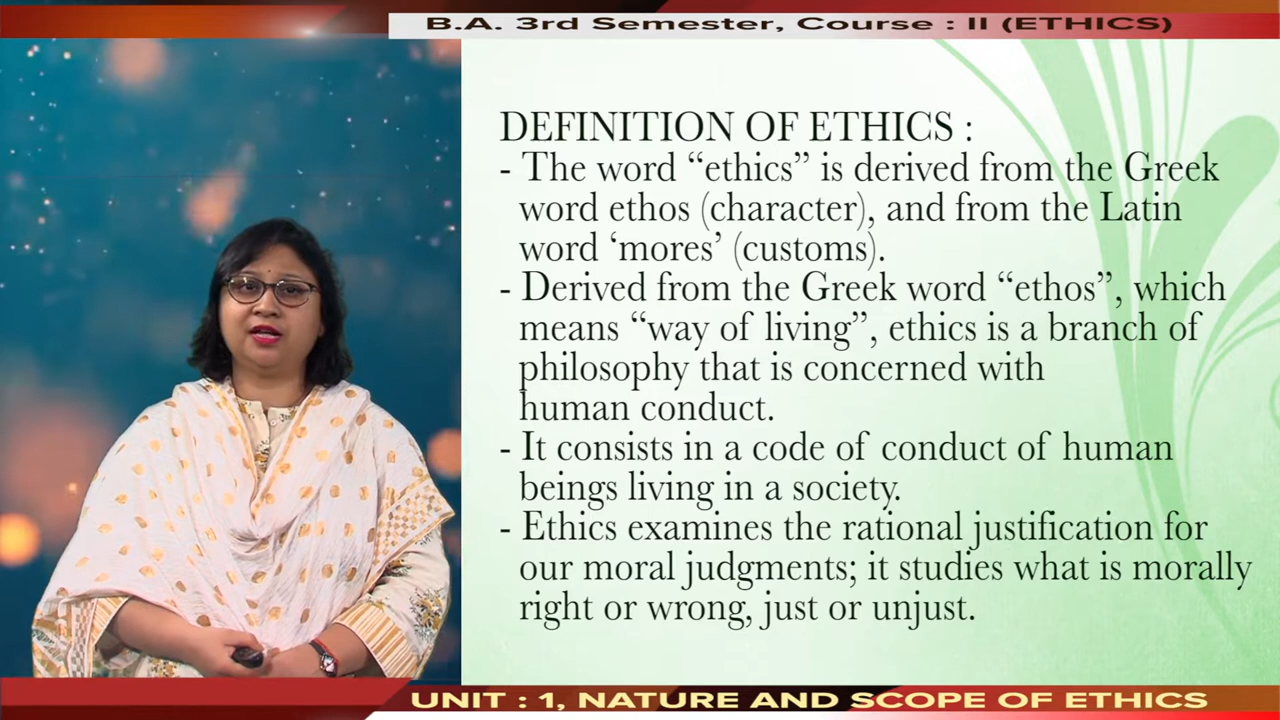 B.A. 3rd Semester, Course : II (ETHICS)
DEFINITION OF ETHICS :
- The word “ethics” is derived from the Greek
word ethos (character), and from the Latin
word ‘mores’ (customs).
- Derived from the Greek word “ethos”, which
means “way of living”, ethics is a branch of
philosophy that is concerned with
human conduct.
- It consists in a code of conduct of human
beings living in a society.
- Ethics examines the rational justification for
our moral judgments; it studies what is morally
right or wrong, just or unjust.
UNIT : 1, NATURE AND SCOPE OF ETHICS